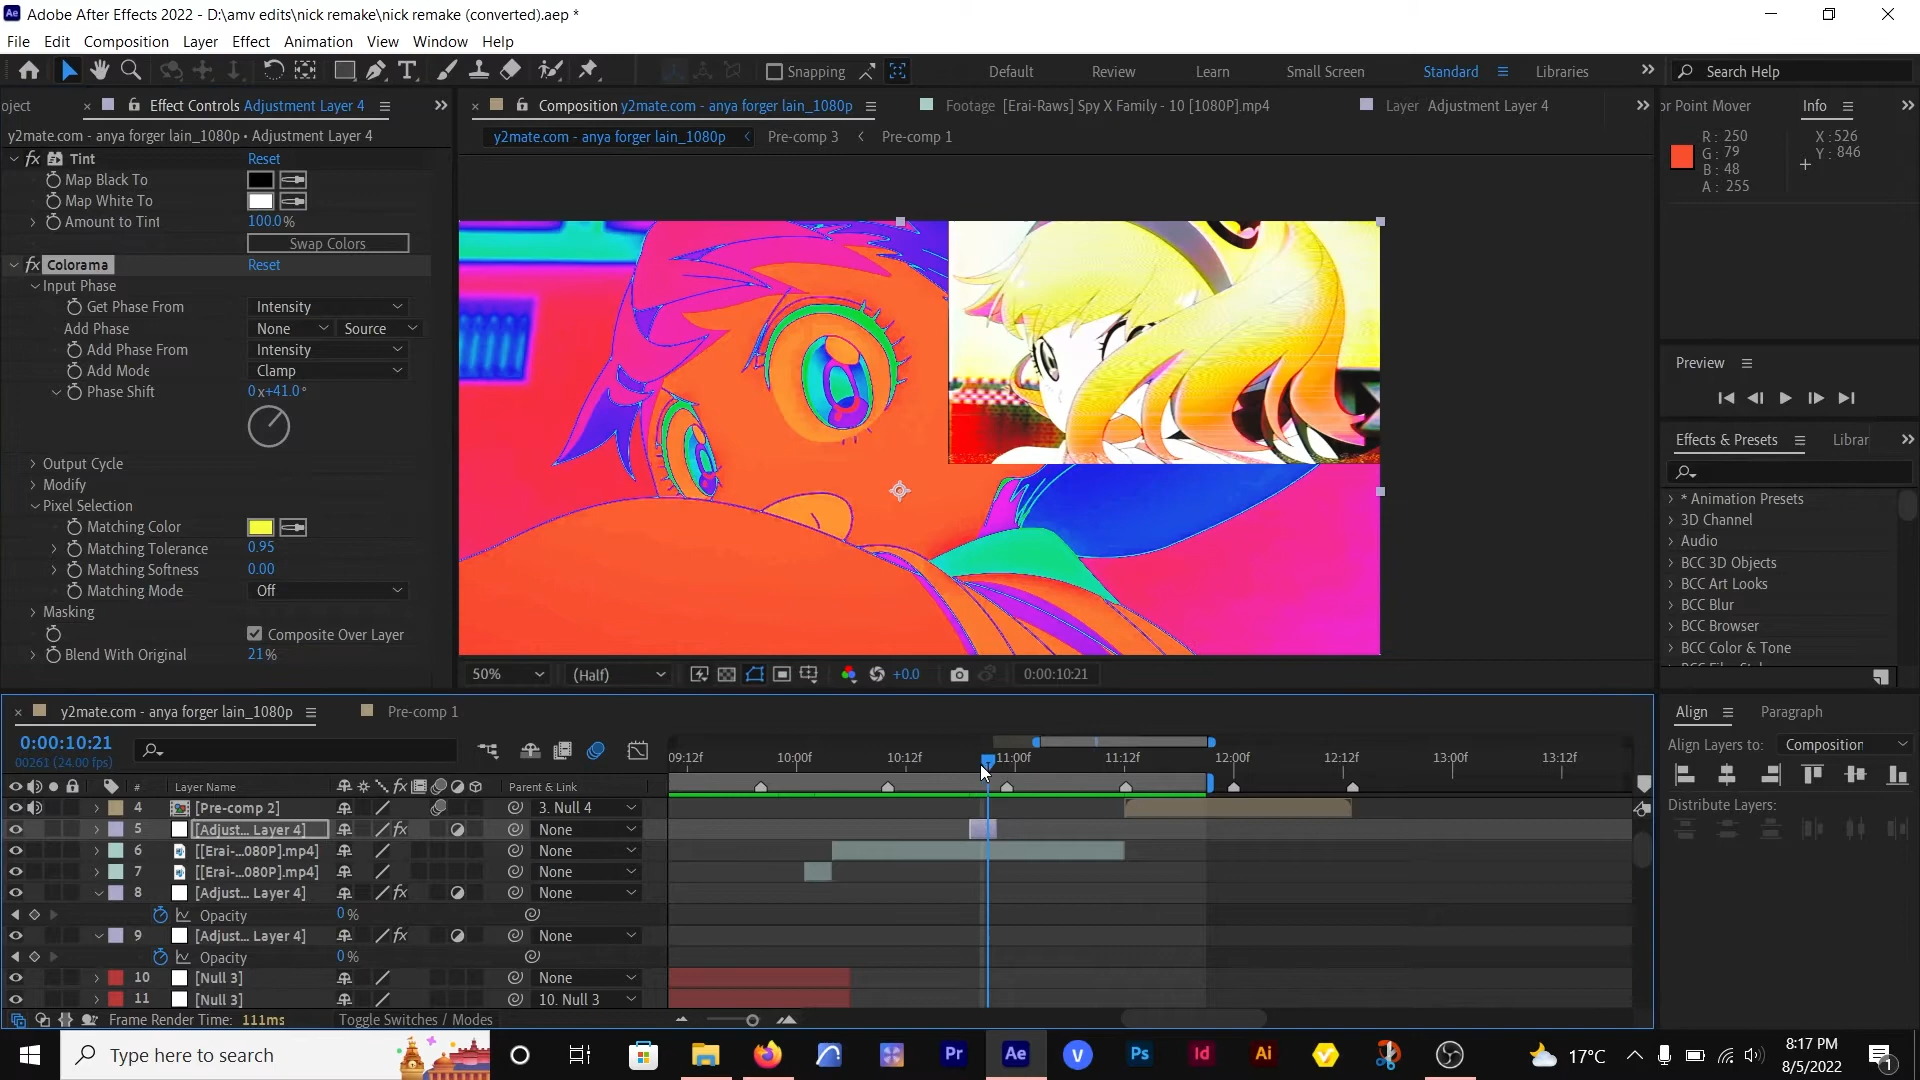 Adobe After Effects 2022 - D:\amv edits\nick remake\nick remake (converted).aep *
File Edit Composition Layer Effect Animation View Window Help
Snapping Default Review Learn Small Screen Standard Libraries Search Help
oject Effect Controls Adjustment Layer 4 Composition y2mate.com - anya forger lain_1080p Footage [Erai-Raws] Spy X Family - 10 [1080P].mp4 Layer Adjustment Layer 4 or Point Mover Info
y2mate.com - anya forger lain_1080p • Adjustment Layer 4
y2mate.com - anya forger lain_1080p Pre-comp 3 Pre-comp 1
R: 250
G: 79
B: 48
A: 255
X: 526
Y: 846
fx Tint Reset
Map Black To
Map White To
Amount to Tint 100.0%
Swap Colors
fx Colorama Reset
Input Phase
Get Phase From Intensity
Add Phase None Source
Add Phase From Intensity
Add Mode Clamp
Phase Shift 0x+41.0°
Output Cycle
Modify
Pixel Selection
Matching Color
Matching Tolerance 0.95
Matching Softness 0.00
Matching Mode Off
Masking
Composite Over Layer
Blend With Original 21%
50% (Half) +0.0 0:00:10:21
Preview
Effects & Presets Librar
* Animation Presets
3D Channel
Audio
BCC 3D Objects
BCC Art Looks
BCC Blur
BCC Browser
BCC Color & Tone
y2mate.com - anya forger lain_1080p Pre-comp 1
0:00:10:21
00261 (24.00 fps)
09:12f 10:00f 10:12f 11:00f 11:12f 12:00f 12:12f 13:00f 13:12f
# Layer Name fx Parent & Link
4 [Pre-comp 2] 3. Null 4
5 [Adjust... Layer 4] fx None
6 [[Erai-...080P].mp4] None
7 [[Erai-...080P].mp4] None
8 [Adjust... Layer 4] fx None
Opacity 0%
9 [Adjust... Layer 4] fx None
Opacity 0%
10 [Null 3] None
11 [Null 3] 10. Null 3
Frame Render Time: 111ms Toggle Switches / Modes
Align Paragraph
Align Layers to: Composition
Distribute Layers:
Type here to search
Pr Ae V Ps Id Ai
17°C
8:17 PM
8/5/2022
1